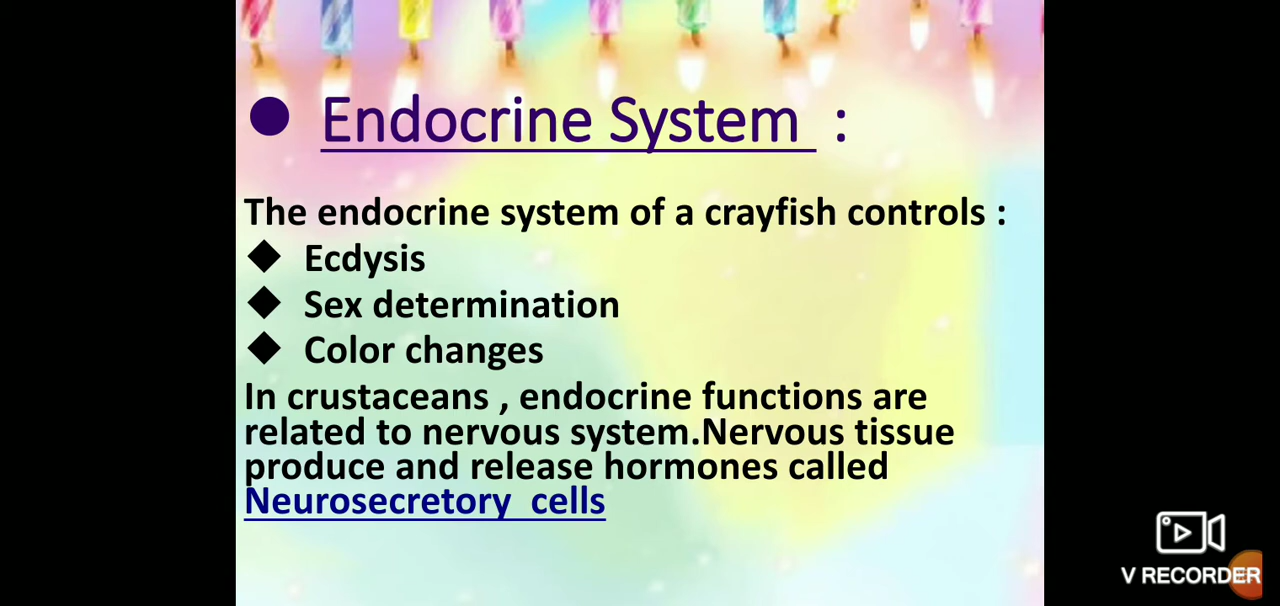 ● Endocrine System :
The endocrine system of a crayfish controls :
◆ Ecdysis
◆ Sex determination
◆ Color changes
In crustaceans , endocrine functions are
related to nervous system.Nervous tissue
produce and release hormones called
Neurosecretory cells
V RECORDER